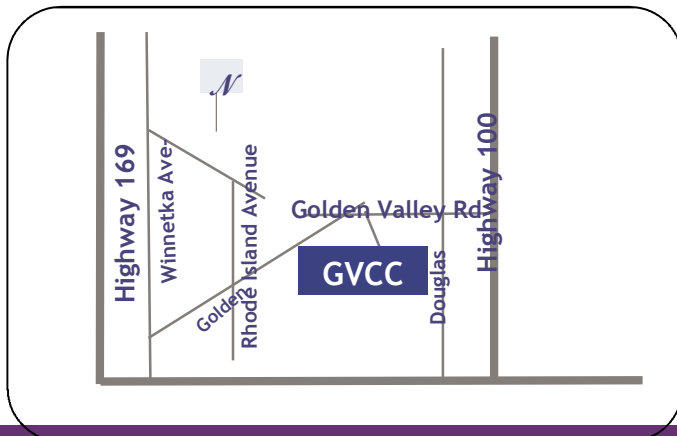 N
Highway 169
Winnetka Ave-
Rhode Island Avenue
Golden
Golden Valley Rd
GVCC
Douglas
Highway 100